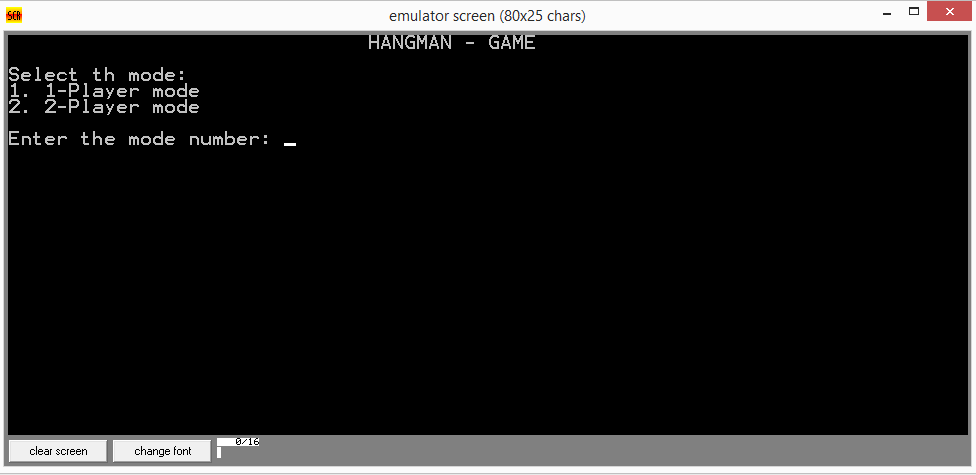 SCR
emulator screen (80x25 chars)
HANGMAN - GAME
Select th mode:
1. 1-Player mode
2. 2-Player mode
Enter the mode number: _
clear screen
change font
0/16